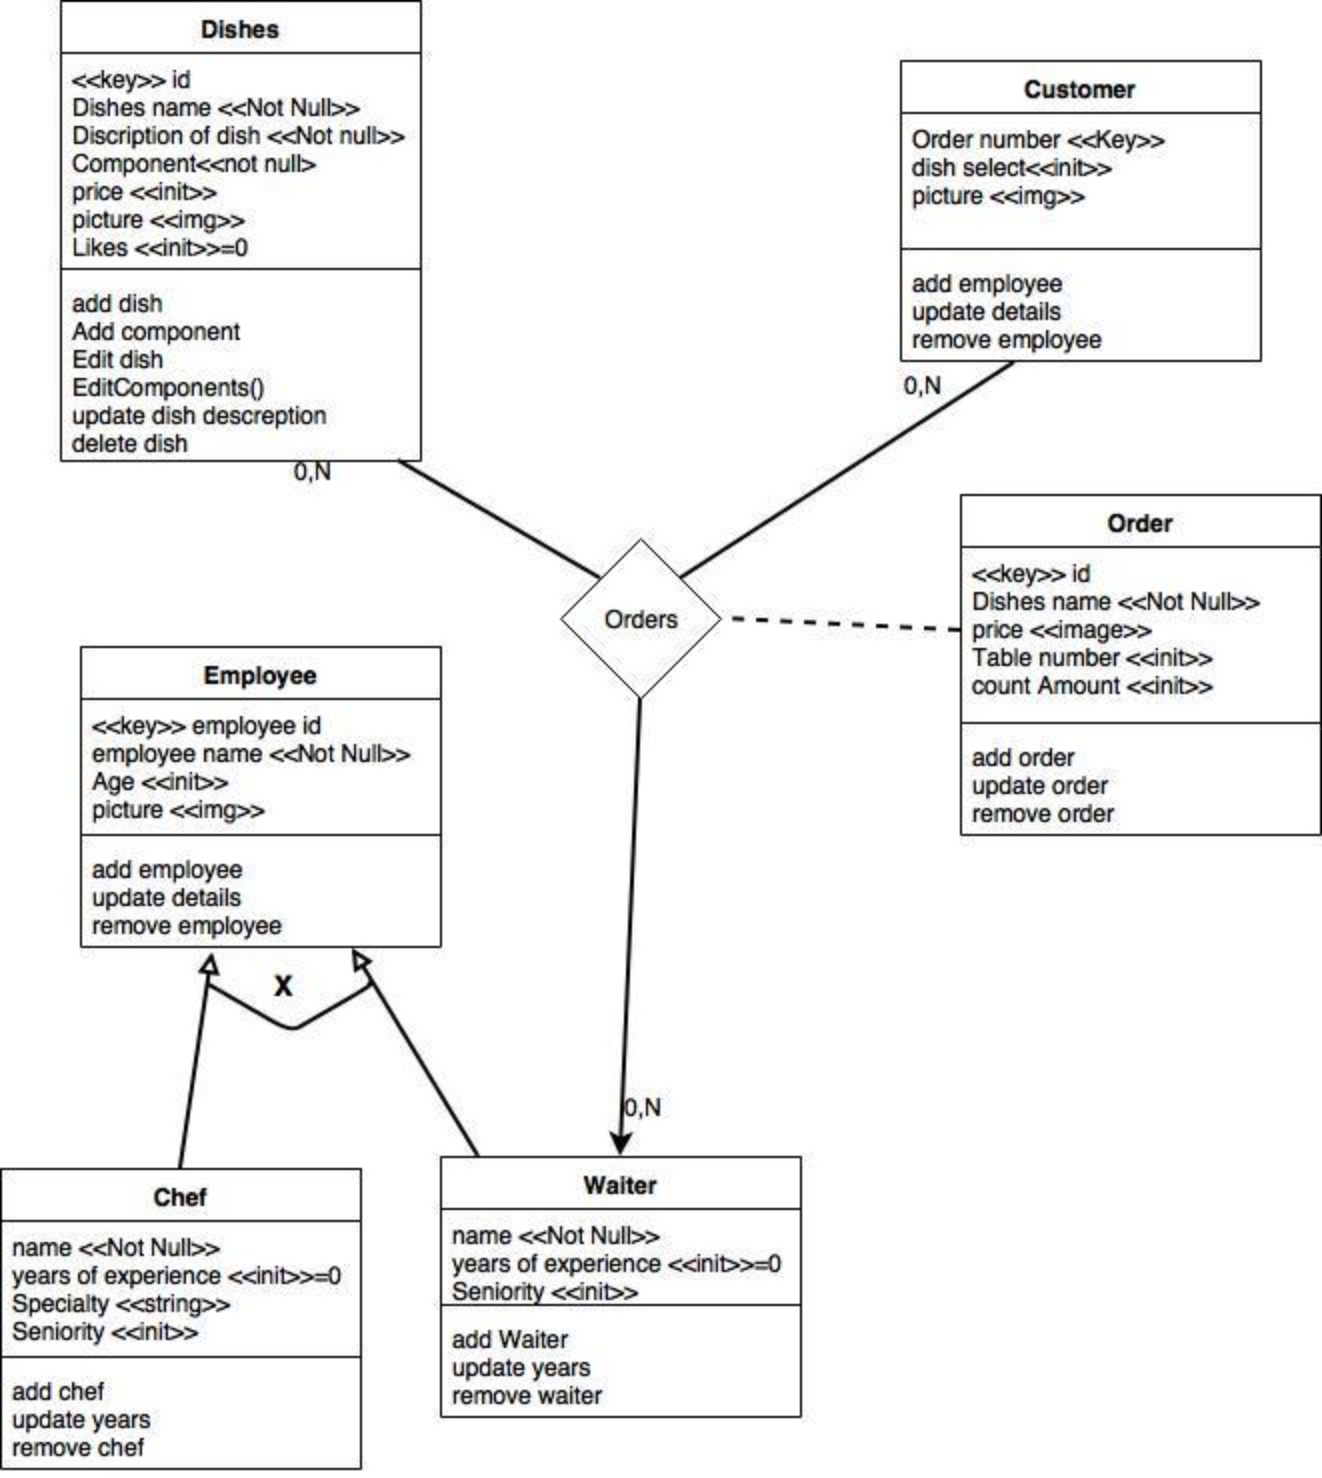 Dishes
<<key>> id
Dishes name <<Not Null>>
Discription of dish <<Not null>>
Component<<not null>
price <<init>>
picture <<img>>
Likes <<init>>=0
add dish
Add component
Edit dish
EditComponents()
update dish descreption
delete dish
0,N
Customer
Order number <<Key>>
dish select<<init>>
picture <<img>>
add employee
update details
remove employee
0,N
Orders
Order
<<key>> id
Dishes name <<Not Null>>
price <<image>>
Table number <<init>>
count Amount <<init>>
add order
update order
remove order
Employee
<<key>> employee id
employee name <<Not Null>>
Age <<init>>
picture <<img>>
add employee
update details
remove employee
X
0,N
Chef
name <<Not Null>>
years of experience <<init>>=0
Specialty <<string>>
Seniority <<init>>
add chef
update years
remove chef
Waiter
name <<Not Null>>
years of experience <<init>>=0
Seniority <<init>>
add Waiter
update years
remove waiter